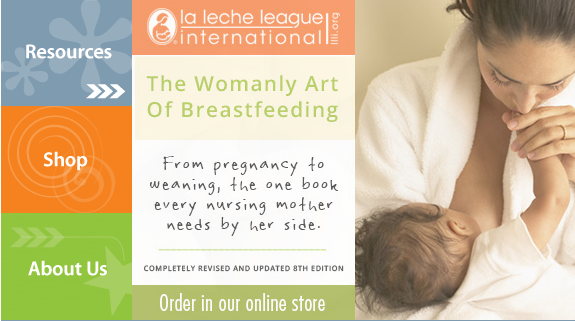 Resources
Shop
About Us
la leche league
international
llli.org
The Womanly Art
Of Breastfeeding
From pregnancy to
weaning, the one book
every nursing mother
needs by her side.
COMPLETELY REVISED AND UPDATED 8TH EDITION
Order in our online store